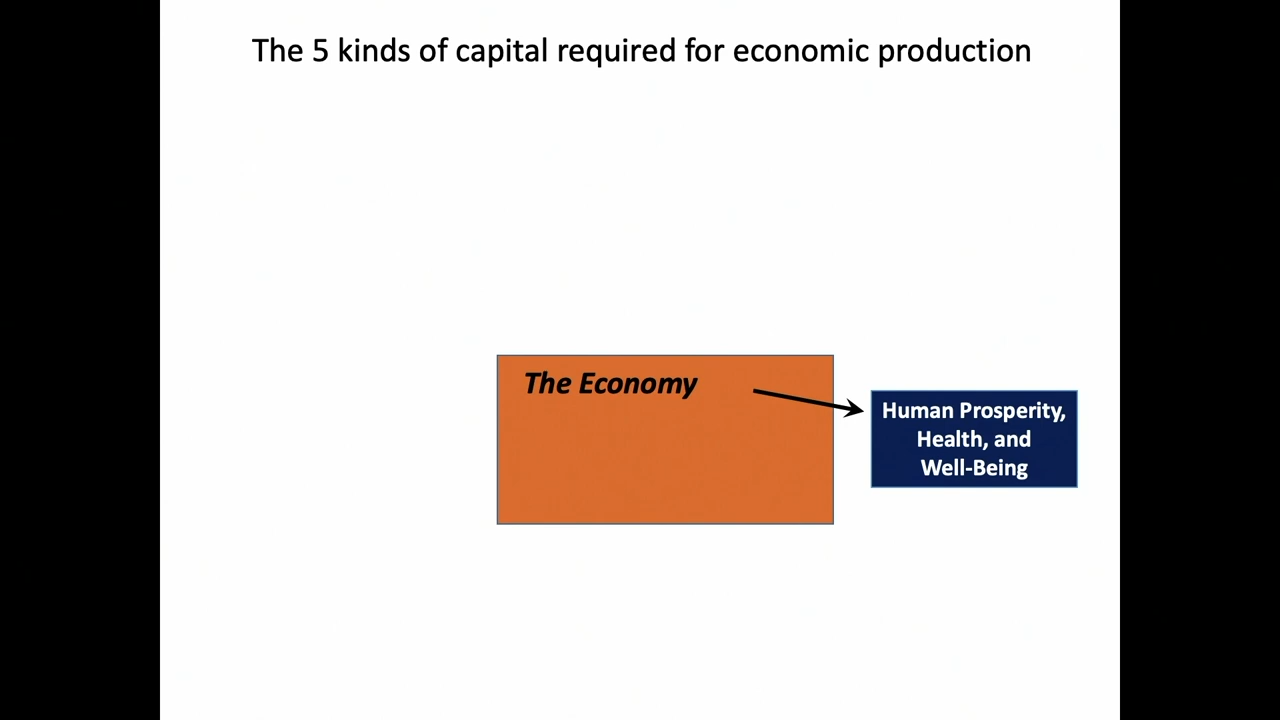 The 5 kinds of capital required for economic production
The Economy
Human Prosperity,
Health, and
Well-Being